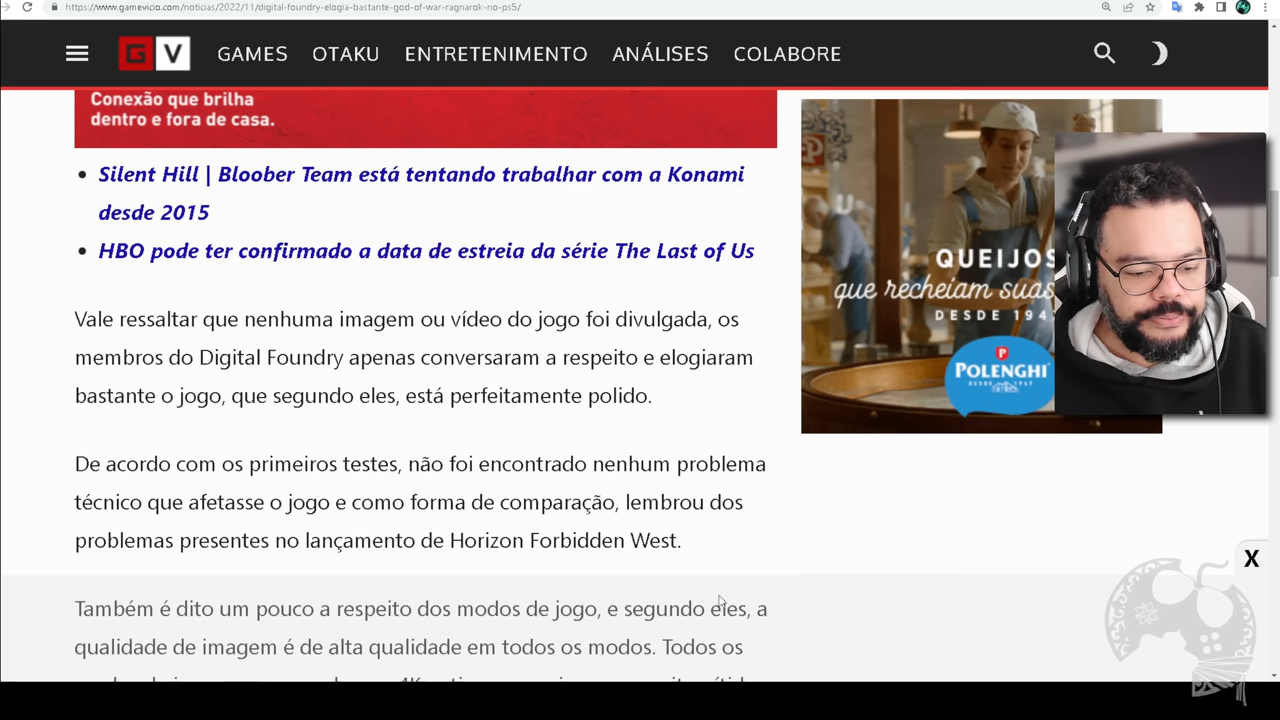 https://www.gamevicio.com/noticias/2022/11/digital-foundry-elogia-bastante-god-of-war-ragnarok-no-ps5/
GV GAMES OTAKU ENTRETENIMENTO ANÁLISES COLABORE
Conexão que brilha
dentro e fora de casa.
Silent Hill | Bloober Team está tentando trabalhar com a Konami
desde 2015
HBO pode ter confirmado a data de estreia da série The Last of Us
Vale ressaltar que nenhuma imagem ou vídeo do jogo foi divulgada, os
membros do Digital Foundry apenas conversaram a respeito e elogiaram
bastante o jogo, que segundo eles, está perfeitamente polido.
De acordo com os primeiros testes, não foi encontrado nenhum problema
técnico que afetasse o jogo e como forma de comparação, lembrou dos
problemas presentes no lançamento de Horizon Forbidden West.
Também é dito um pouco a respeito dos modos de jogo, e segundo eles, a
qualidade de imagem é de alta qualidade em todos os modos. Todos os
QUEIJOS
que recheiam suas
DESDE 194
POLENGHI
X